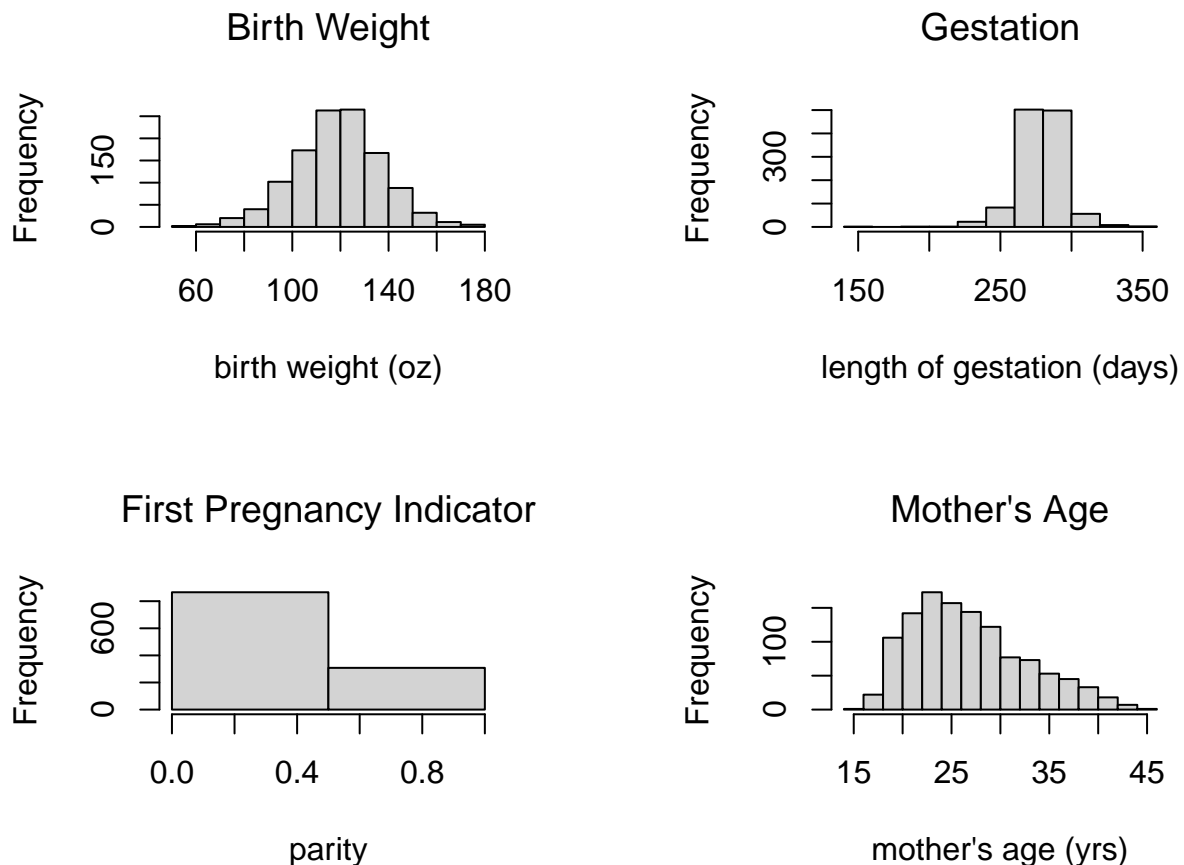 Birth Weight
Frequency
0
150
60
100
140
180
birth weight (oz)
Gestation
Frequency
0
300
150
250
350
length of gestation (days)
First Pregnancy Indicator
Frequency
0
600
0.0
0.4
0.8
parity
Mother's Age
Frequency
0
100
15
25
35
45
mother's age (yrs)